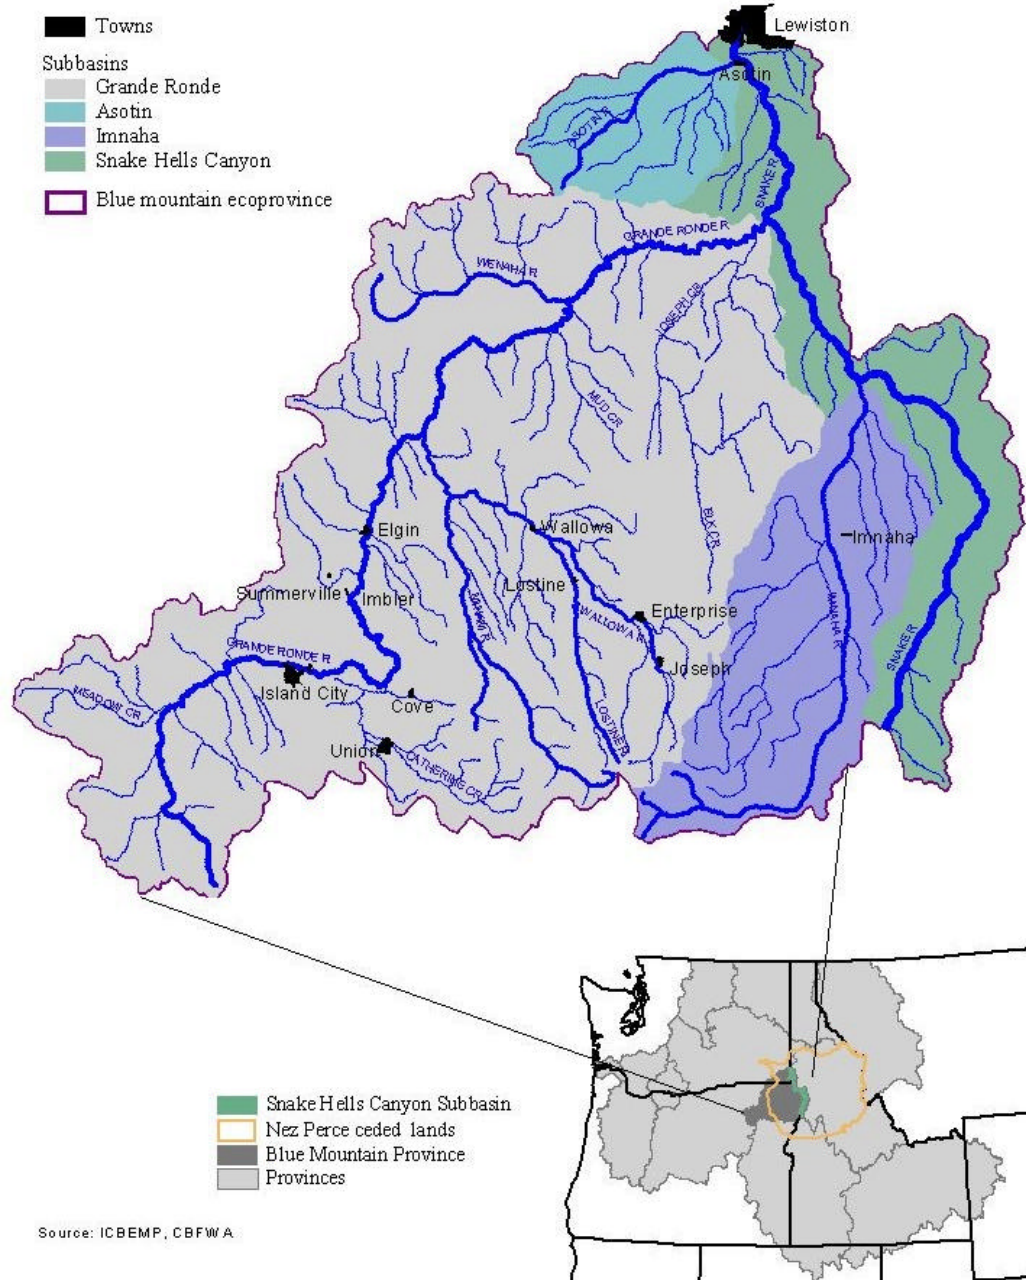 Towns
Subbasins
Grande Ronde
Asotin
Imnaha
Snake Hells Canyon
Blue mountain ecoprovince
Lewiston
Asotin
ASOTIN R
SNAKE R
GRANDE RONDE R
WENAHA R
JOSEPH CR
MUD CR
ELK CR
Elgin
Wallowa
Imnaha
Summerville
Imbler
Lostine
Enterprise
WALLOWA R
MINAM R
IMNAHA R
SNAKE R
GRANDE RONDE R
Joseph
Island City
Cove
MEADOW CR
LOSTINE R
Union
CATHERINE CR
Snake Hells Canyon Subbasin
Nez Perce ceded lands
Blue Mountain Province
Provinces
Source: ICBEMP, CBFWA